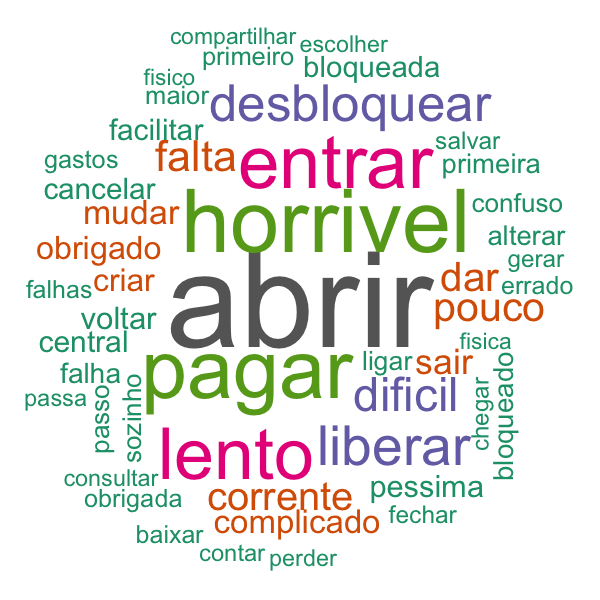 compartilhar
escolher
primeiro
bloqueada
fisico
maior
desbloquear
facilitar
salvar
falta
entrar
primeira
gastos
cancelar
horrivel
confuso
mudar
alterar
obrigado
gerar
criar
abrir
dar
errado
falhas
pouco
voltar
central
fisica
pagar
ligar
sair
falha
passa
passo
sozinho
dificil
chegar
bloqueado
lento
liberar
consultar
pessima
obrigada
corrente
complicado
fechar
baixar
contar
perder